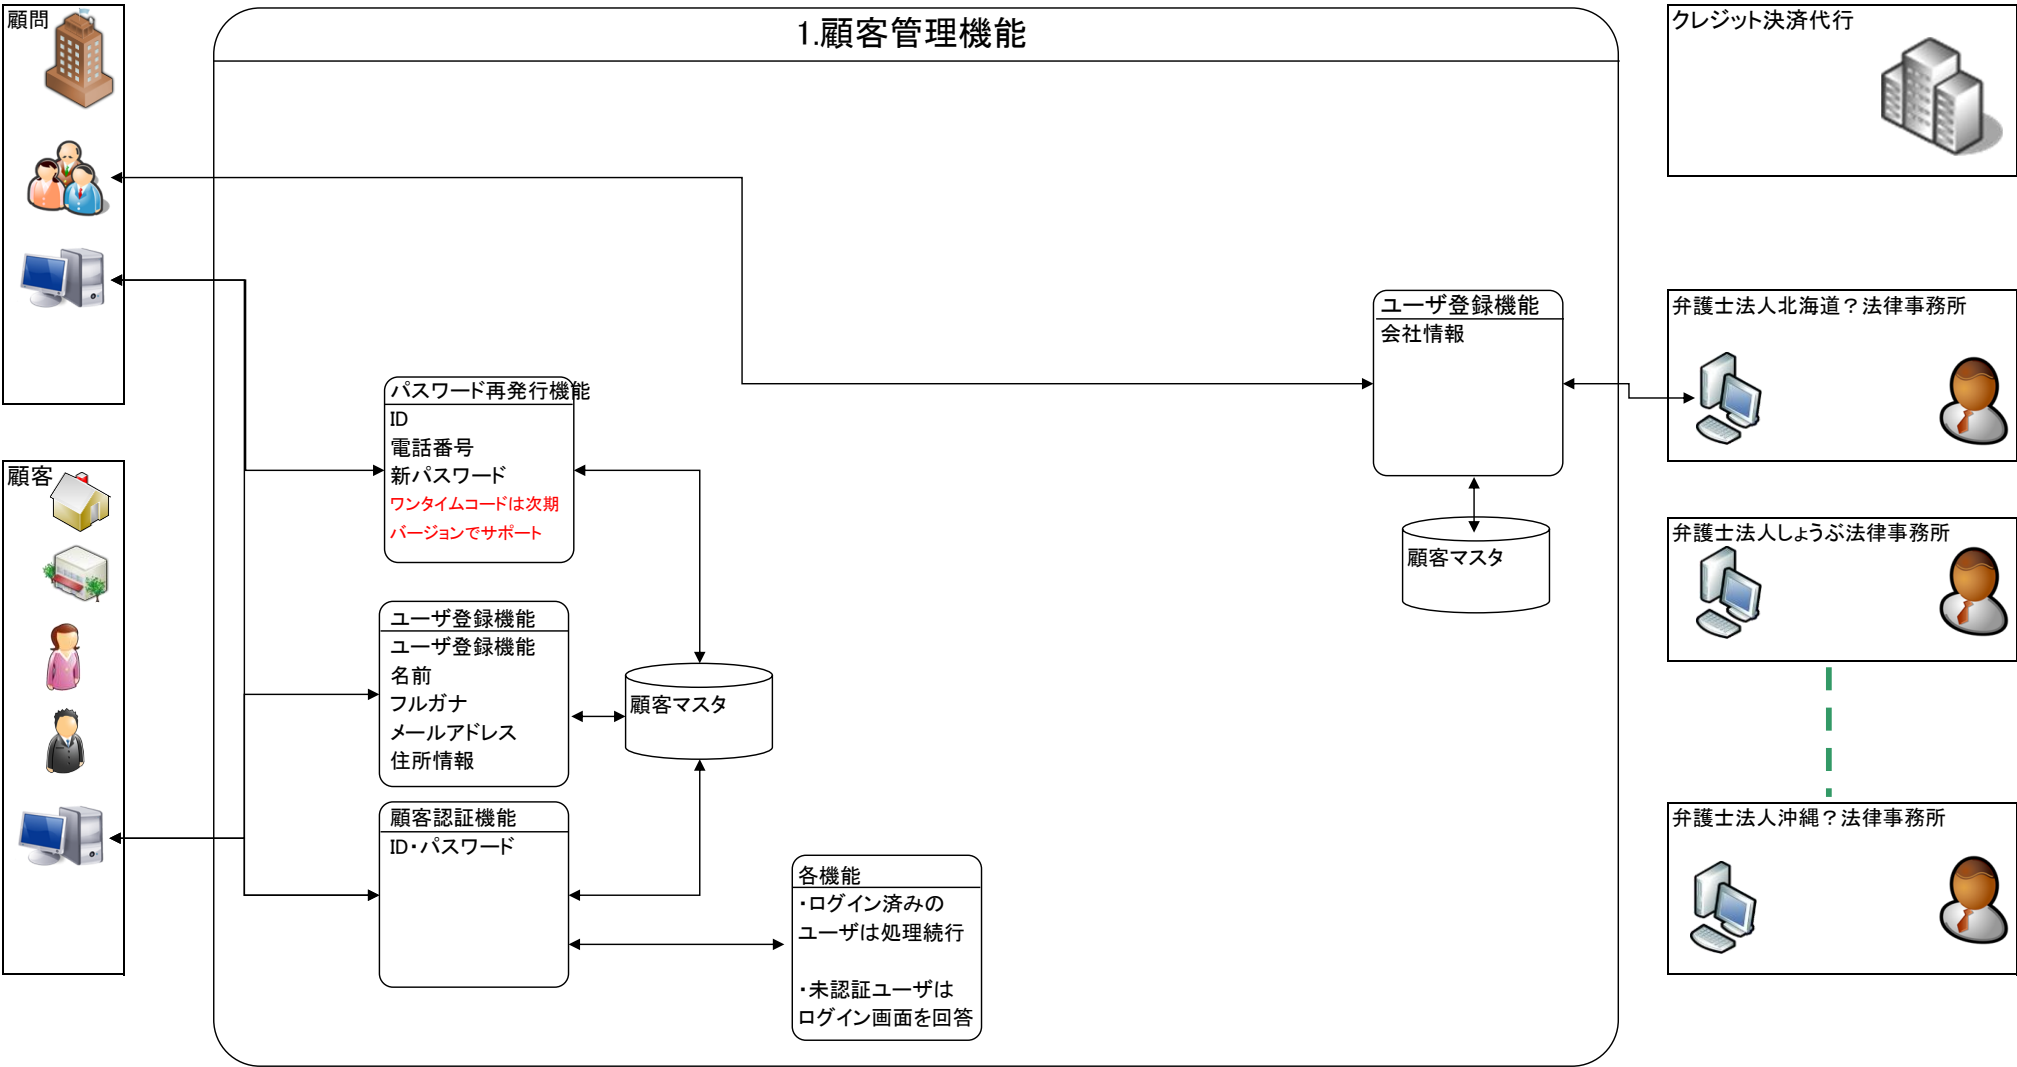 顧問
1.顧客管理機能
クレジット決済代行
ユーザ登録機能
会社情報
弁護士法人北海道？法律事務所
パスワード再発行機能
ID
電話番号
新パスワード
ワンタイムコードは次期
バージョンでサポート
顧客
顧客マスタ
弁護士法人しょうぶ法律事務所
ユーザ登録機能
ユーザ登録機能
名前
フルガナ
メールアドレス
住所情報
顧客マスタ
顧客認証機能
ID・パスワード
各機能
・ログイン済みの
ユーザは処理続行
・未認証ユーザは
ログイン画面を回答
弁護士法人沖縄？法律事務所